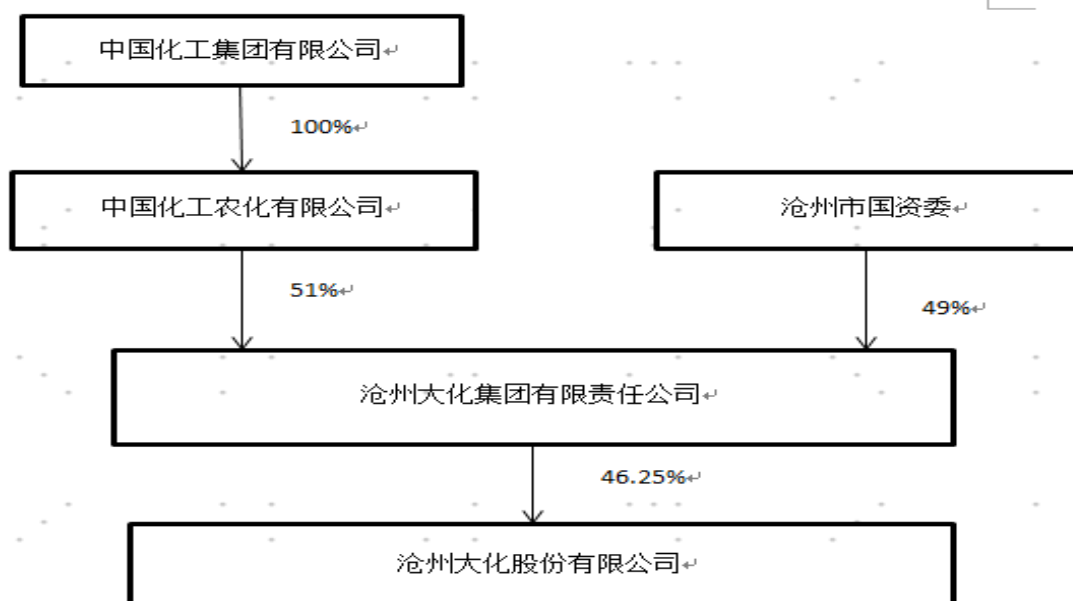 中国化工集团有限公司
100%
中国化工农化有限公司
沧州市国资委
51%
49%
沧州大化集团有限责任公司
46.25%
沧州大化股份有限公司